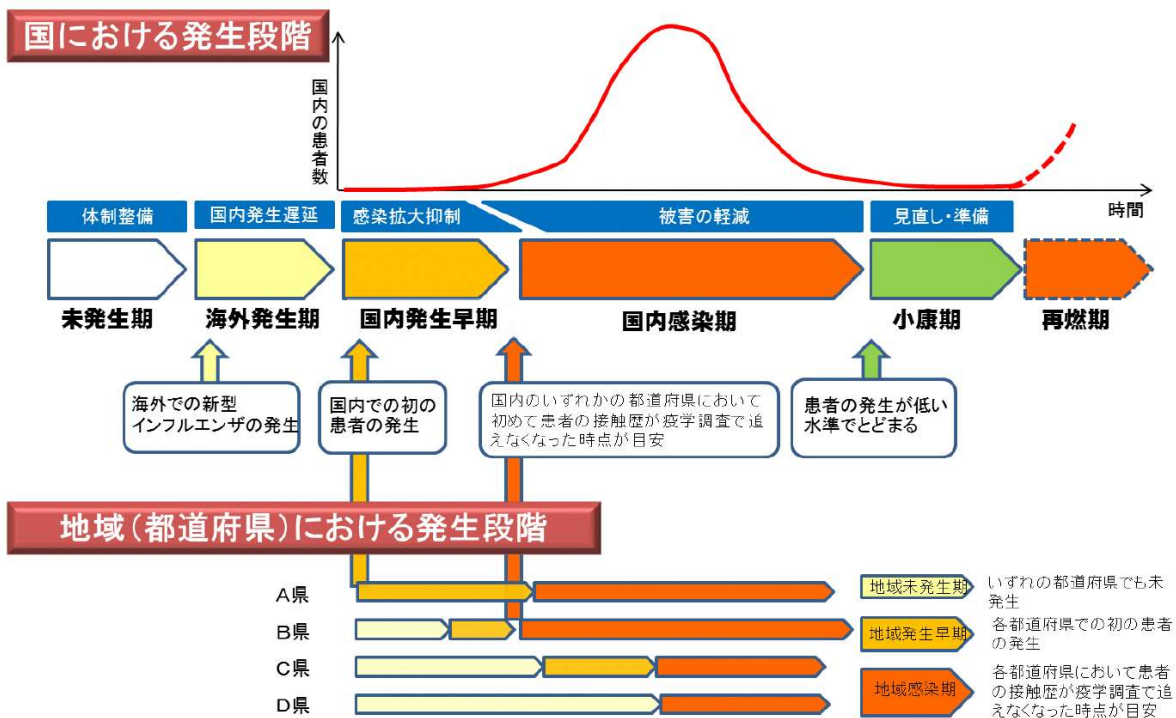 国における発生段階
国内の患者数
時間
体制整備
国内発生遅延
感染拡大抑制
被害の軽減
見直し・準備
未発生期
海外発生期
国内発生早期
国内感染期
小康期
再燃期
海外での新型
インフルエンザの発生
国内での初の
患者の発生
国内のいずれかの都道府県において
初めて患者の接触歴が疫学調査で追
えなくなった時点が目安
患者の発生が低い
水準でとどまる
地域(都道府県)における発生段階
A県
B県
C県
D県
地域未発生期
いずれの都道府県でも未
発生
地域発生早期
各都道府県での初の患者
の発生
地域感染期
各都道府県において患者
の接触歴が疫学調査で追
えなくなった時点が目安